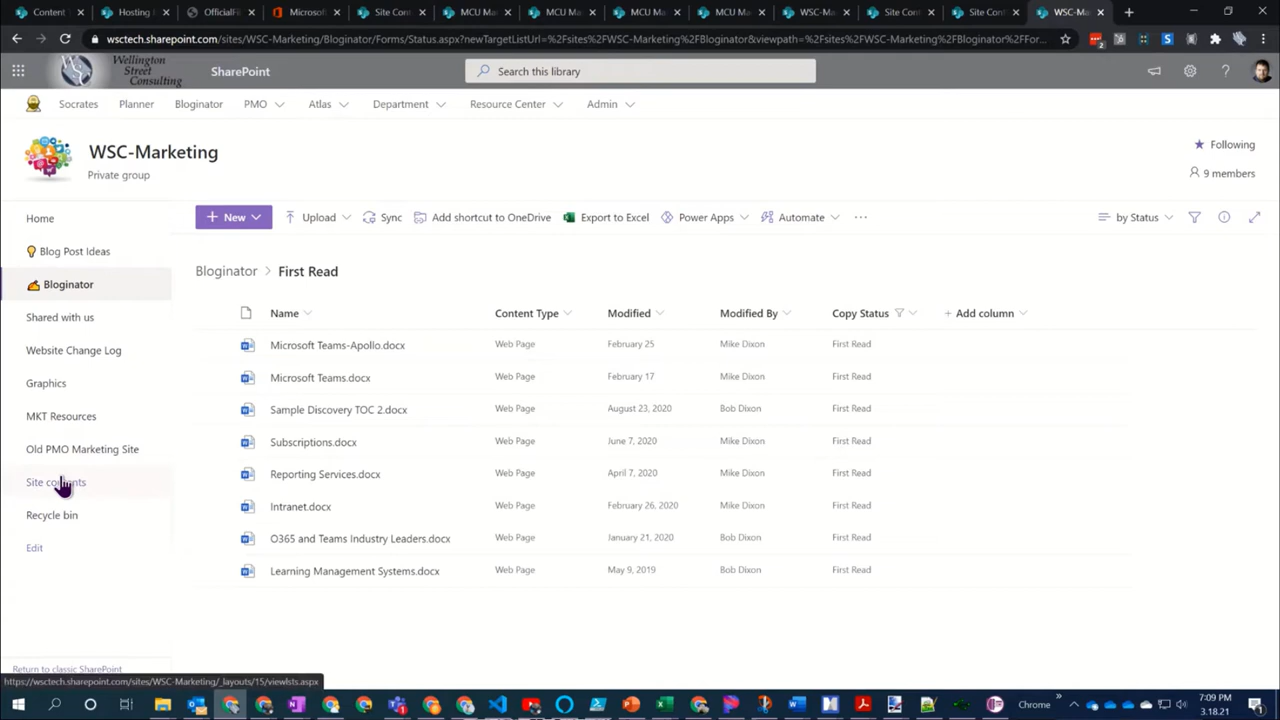 Content
Hosting
OfficialFi
Microsof
Site Con
MCU Ma
MCU Ma
MCU Ma
MCU Ma
WSC-M
Site Con
Site Con
WSC-Ma
wsctech.sharepoint.com/sites/WSC-Marketing/Bloginator/Forms/Status.aspx?newTargetListUrl=%2Fsites%2FWSC-Marketing%2FBloginator&viewpath=%2Fsites%2FWSC-Marketing%2FBloginator%2FFor...
Wellington
Street
Consulting
SharePoint
Search this library
Socrates Planner Bloginator PMO Atlas Department Resource Center Admin
WSC-Marketing
Private group
Following
9 members
Home
Blog Post Ideas
Bloginator
Shared with us
Website Change Log
Graphics
MKT Resources
Old PMO Marketing Site
Site contents
Recycle bin
Edit
Return to classic SharePoint
+ New Upload Sync Add shortcut to OneDrive Export to Excel Power Apps Automate ... by Status
Bloginator > First Read
Name Content Type Modified Modified By Copy Status + Add column
Microsoft Teams-Apollo.docx Web Page February 25 Mike Dixon First Read
Microsoft Teams.docx Web Page February 17 Mike Dixon First Read
Sample Discovery TOC 2.docx Web Page August 23, 2020 Bob Dixon First Read
Subscriptions.docx Web Page June 7, 2020 Mike Dixon First Read
Reporting Services.docx Web Page April 7, 2020 Mike Dixon First Read
Intranet.docx Web Page February 26, 2020 Mike Dixon First Read
O365 and Teams Industry Leaders.docx Web Page January 21, 2020 Bob Dixon First Read
Learning Management Systems.docx Web Page May 9, 2019 Bob Dixon First Read
https://wsctech.sharepoint.com/sites/WSC-Marketing/_layouts/15/viewlsts.aspx
Chrome
7:09 PM
3.18.21